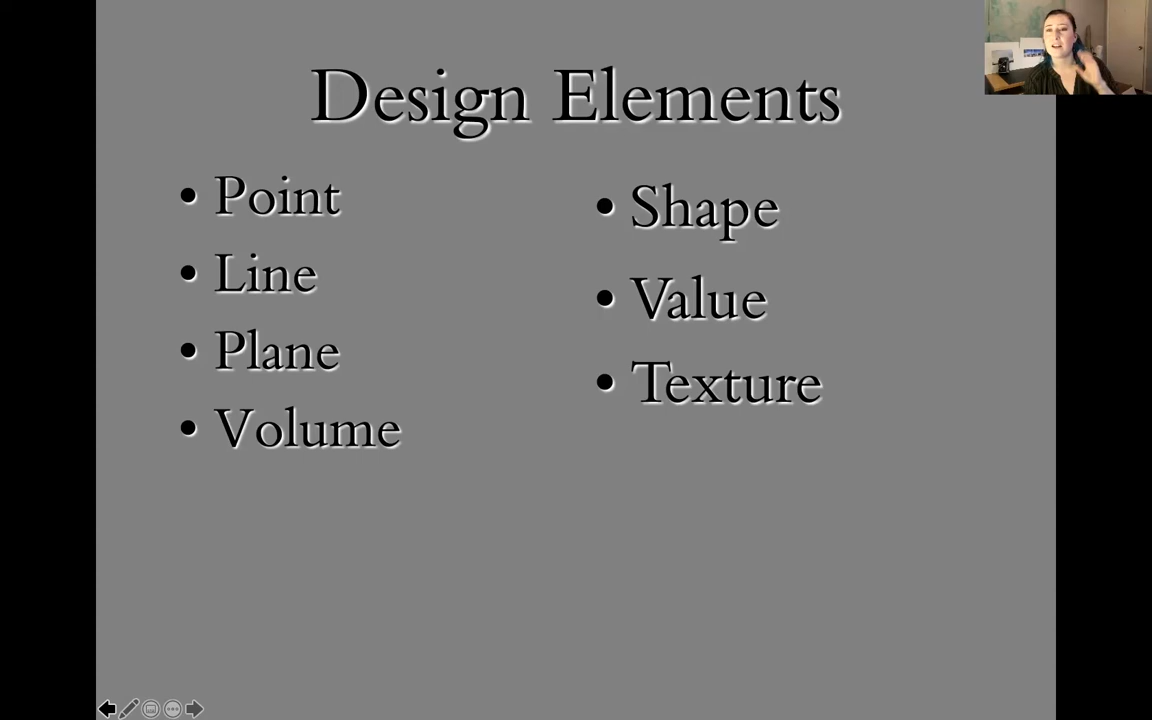 Design Elements
• Point
• Line
• Plane
• Volume
• Shape
• Value
• Texture